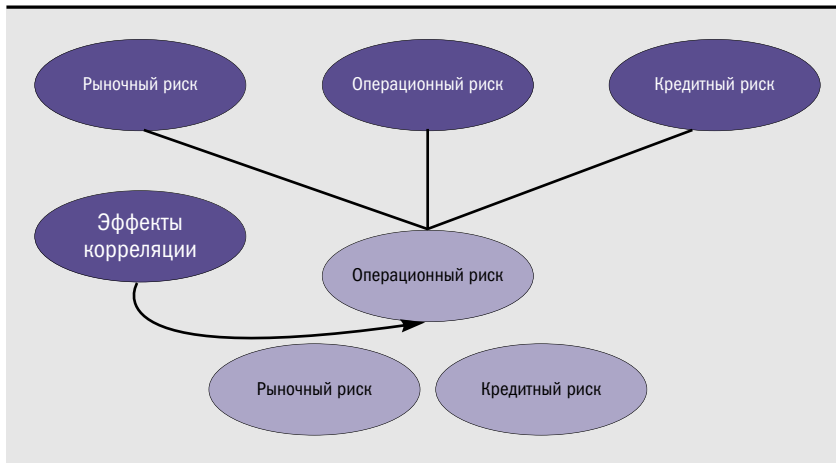 Рыночный риск
Операционный риск
Кредитный риск
Эффекты
корреляции
Операционный риск
Рыночный риск
Кредитный риск